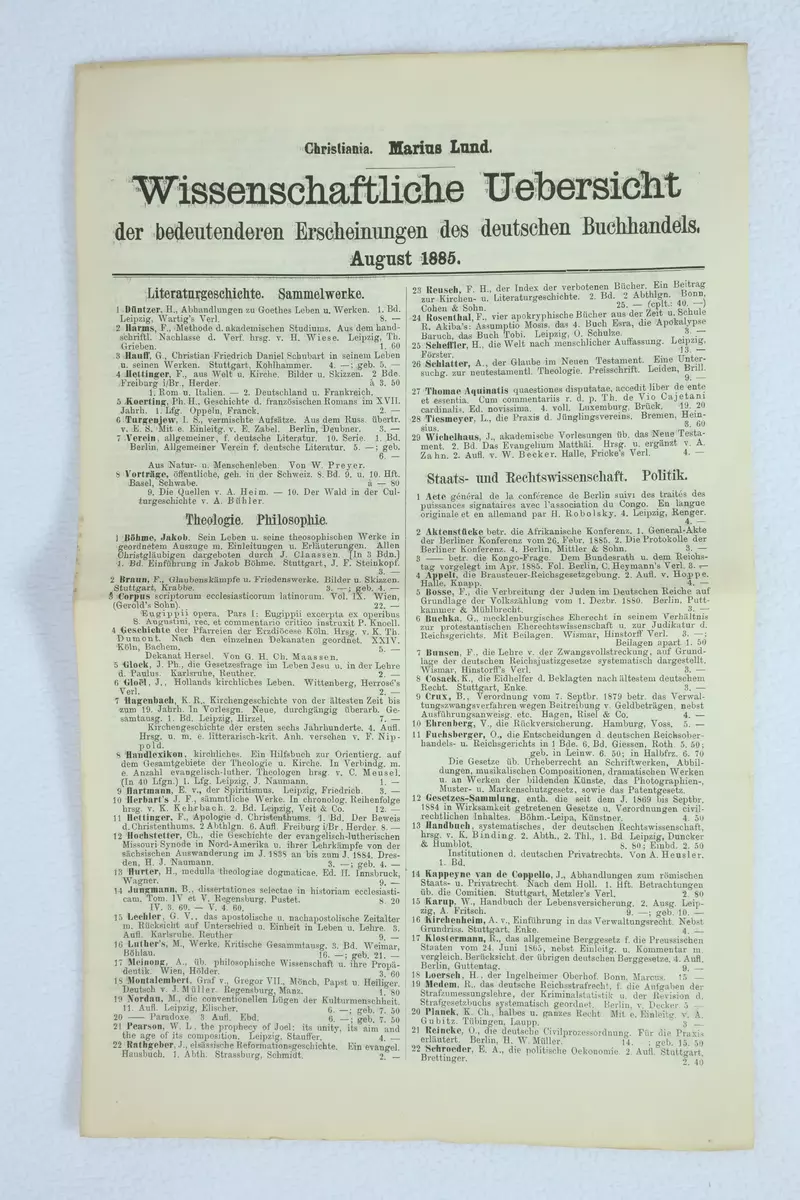 Christiania. Marius Lund.
Wissenschaftliche Uebersicht
der bedeutenderen Erscheinungen des deutschen Buchhandels.
August 1885.
Literaturgeschichte. Sammelwerke.
1 Düntzer, H., Abhandlungen zu Goethes Leben u. Werken. 1. Bd.
Leipzig, Wartig's Verl. 8. —
2 Harms, F., Methode d. akademischen Studiums. Aus dem hand-
schriftl. Nachlasse d. Verf. hrsg. v. H. Wiese. Leipzig, Th.
Grieben. 1. 60
3 Hauff, G., Christian Friedrich Daniel Schubart in seinem Leben
u. seinen Werken. Stuttgart, Kohlhammer. 4. —; geb. 5. —
4 Hettinger, F., aus Welt u. Kirche. Bilder u. Skizzen. 2 Bde.
Freiburg i/Br., Herder. à 3. 50
1. Rom u. Italien. — 2. Deutschland u. Frankreich.
5 Koerting, Ph. H., Geschichte d. französischen Romans im XVII.
Jahrh. 1. Lfg. Oppeln, Franck. 2. —
6 Turgenjew, I. S., vermischte Aufsätze. Aus dem Russ. übertr.
v. E. S. Mit e. Einleitg. v. E. Zabel. Berlin, Deubner. 3. —
7 Verein, allgemeiner, f. deutsche Literatur. 10. Serie. 1. Bd.
Berlin, Allgemeiner Verein f. deutsche Literatur. 5. —; geb.
6. —
Aus Natur- u. Menschenleben. Von W. Preyer.
8 Vorträge, öffentliche, geh. in der Schweiz. 8. Bd. 9. u. 10. Hft.
Basel, Schwabe. à — 80
9. Die Quellen v. A. Heim. — 10. Der Wald in der Cul-
turgeschichte v. A. Bühler.
Theologie. Philosophie.
1 Böhme, Jakob. Sein Leben u. seine theosophischen Werke in
geordnetem Auszuge m. Einleitungen u. Erläuterungen. Allen
Christgläubigen dargeboten durch J. Claassen. [In 3 Bdn.]
1. Bd. Einführung in Jakob Böhme. Stuttgart, J. F. Steinkopf.
3. —
2 Braun, F., Glaubenskämpfe u. Friedenswerke. Bilder u. Skizzen.
Stuttgart, Krabbe. 3. —; geb. 4. —
3 Corpus scriptorum ecclesiasticorum latinorum. Vol. IX. Wien,
(Gerold's Sohn). 22. —
Eugippii opera. Pars 1: Eugippii excerpta ex operibus
S. Augustini, rec. et commentario critico instruxit P. Knoell.
4 Geschichte der Pfarreien der Erzdiöcese Köln. Hrsg. v. K. Th.
Dumont. Nach den einzelnen Dekanaten geordnet. XXIV.
Köln, Bachem. 5. —
Dekanat Hersel. Von G. H. Ch. Maassen.
5 Glock, J. Ph., die Gesetzesfrage im Leben Jesu u. in der Lehre
d. Paulus. Karlsruhe, Reuther. 2. —
6 Gloël, J., Hollands kirchliches Leben. Wittenberg, Herrosé's
Verl. 2. —
7 Hagenbach, K. R., Kirchengeschichte von der ältesten Zeit bis
zum 19. Jahrh. In Vorlesgn. Neue, durchgängig überarb. Ge-
samtausg. 1. Bd. Leipzig, Hirzel. 7. —
Kirchengeschichte der ersten sechs Jahrhunderte. 4. Aufl.
Hrsg. u. m. e. litterarisch-krit. Anh. versehen v. F. Nip-
pold.
8 Handlexikon, kirchliches. Ein Hilfsbuch zur Orientierg. auf
dem Gesamtgebiete der Theologie u. Kirche. In Verbindg. m.
e. Anzahl evangelisch-luther. Theologen hrsg. v. C. Meusel.
(In 40 Lfgn.) 1. Lfg. Leipzig, J. Naumann. 1. —
9 Hartmann, E. v., der Spiritismus. Leipzig, Friedrich. 3. —
10 Herbart's J. F., sämmtliche Werke. In chronolog. Reihenfolge
hrsg. v. K. Kehrbach. 2. Bd. Leipzig, Veit & Co. 12. —
11 Hettinger, F., Apologie d. Christenthums. 1. Bd. Der Beweis
d. Christenthums. 2 Abthlgn. 6. Aufl. Freiburg i/Br., Herder. 8. —
12 Hochstetter, Ch., die Geschichte der evangelisch-lutherischen
Missouri-Synode in Nord-Amerika u. ihrer Lehrkämpfe von der
sächsischen Auswanderung im J. 1838 an bis zum J. 1884. Dres-
den, H. J. Naumann. 3. —; geb. 4. —
13 Hurter, H., medulla theologiae dogmaticae. Ed. II. Innsbruck,
Wagner. 9. —
14 Jungmann, B., dissertationes selectae in historiam ecclesiasti-
cam. Tom. IV et V. Regensburg, Pustet. 8. 20
IV. 3. 60. — V. 4. 60.
15 Lechler, G. V., das apostolische u. nachapostolische Zeitalter
m. Rücksicht auf Unterschied u. Einheit in Leben u. Lehre. 3.
Aufl. Karlsruhe, Reuther. 9. —
16 Luther's, M., Werke. Kritische Gesammtausg. 3. Bd. Weimar,
Böhlau. 16. —; geb. 21. —
17 Meinong, A., üb. philosophische Wissenschaft u. ihre Propä-
deutik. Wien, Hölder. 3. 60
18 Montalembert, Graf v., Gregor VII., Mönch, Papst u. Heiliger.
Deutsch v. J. Müller. Regensburg, Manz. 1. 80
19 Nordau, M., die conventionellen Lügen der Kulturmenschheit.
11. Aufl. Leipzig, Elischer. 6. —; geb. 7. 50
20 —— Paradoxe. 3. Aufl. Ebd. 6. —; geb. 7. 50
21 Pearson, W. L., the prophecy of Joel: its unity, its aim and
the age of its composition. Leipzig, Stauffer. 4. —
22 Rathgeber, J., elsässische Reformationsgeschichte. Ein evangel.
Hausbuch. 1. Abth. Strassburg, Schmidt. 2. —
23 Reusch, F. H., der Index der verbotenen Bücher. Ein Beitrag
zur Kirchen- u. Literaturgeschichte. 2. Bd. 2 Abthlgn. Bonn,
Cohen & Sohn. 25. — (cplt.: 40. —)
24 Rosenthal, F., vier apokryphische Bücher aus der Zeit u. Schule
R. Akiba's: Assumptio Mosis, das 4. Buch Esra, die Apokalypse
Baruch, das Buch Tobi. Leipzig, O. Schulze. 3. —
25 Scheffler, H., die Welt nach menschlicher Auffassung. Leipzig,
Förster. 13. —
26 Schlatter, A., der Glaube im Neuen Testament. Eine Unter-
suchg. zur neutestamentl. Theologie. Preisschrift. Leiden, Brill.
9. —
27 Thomae Aquinatis quaestiones disputatae, accedit liber de ente
et essentia. Cum commentariis r. d. p. Th. de Vio Cajetani
cardinalis. Ed. novissima. 4. voll. Luxemburg, Brück. 19. 20
28 Tiesmeyer, L., die Praxis d. Jünglingsvereins. Bremen, Hein-
sius. 3. 60
29 Wichelhaus, J., akademische Vorlesungen üb. das Neue Testa-
ment. 2. Bd. Das Evangelium Matthäi. Hrsg. u. ergänzt v. A.
Zahn. 2. Aufl. v. W. Becker. Halle, Fricke's Verl. 4. —
Staats- und Rechtswissenschaft. Politik.
1 Acte général de la conférence de Berlin suivi des traités des
puissances signataires avec l'association du Congo. En langue
originale et en allemand par H. Robolsky. 4. Leipzig, Renger.
4. —
2 Aktenstücke betr. die Afrikanische Konferenz. 1. General-Akte
der Berliner Konferenz vom 26. Febr. 1885. 2. Die Protokolle der
Berliner Konferenz. 4. Berlin, Mittler & Sohn. 3. —
3 —— betr. die Kongo-Frage. Dem Bundesrath u. dem Reichs-
tag vorgelegt im Apr. 1885. Fol. Berlin, C. Heymann's Verl. 3. —
4 Appelt, die Brausteuer-Reichsgesetzgebung. 2. Aufl. v. Hoppe.
Halle, Knapp. 4. —
5 Bosse, F., die Verbreitung der Juden im Deutschen Reiche auf
Grundlage der Volkszählung vom 1. Dezbr. 1880. Berlin, Putt-
kammer & Mühlbrecht. 3. —
6 Buchka, G., mecklenburgisches Eherecht in seinem Verhältniss
zur protestantischen Eherechtswissenschaft u. zur Judikatur d.
Reichsgerichts. Mit Beilagen. Wismar, Hinstorff Verl. 3. —;
Beilagen apart 1. 50
7 Bunsen, F., die Lehre v. der Zwangsvollstreckung, auf Grund-
lage der deutschen Reichsjustizgesetze systematisch dargestellt.
Wismar, Hinstorff's Verl. 3. —
8 Cosack, K., die Eidhelfer d. Beklagten nach ältestem deutschem
Recht. Stuttgart, Enke. 3. —
9 Crux, B., Verordnung vom 7. Septbr. 1879 betr. das Verwal-
tungszwangsverfahren wegen Beitreibung v. Geldbeträgen, nebst
Ausführungsanweisg. etc. Hagen, Risel & Co. 4. —
10 Ehrenberg, V., die Rückversicherung. Hamburg, Voss. 5. —
11 Fuchsberger, O., die Entscheidungen d. deutschen Reichsober-
handels- u. Reichsgerichts in 1 Bde. 6. Bd. Giessen, Roth. 5. 50;
geb. in Leinw. 6. 50; in Halbfrz. 6. 70
Die Gesetze üb. Urheberrecht an Schriftwerken, Abbil-
dungen, musikalischen Compositionen, dramatischen Werken
u. an Werken der bildenden Künste, das Photographien-,
Muster- u. Markenschutzgesetz, sowie das Patentgesetz.
12 Gesetzes-Sammlung, enth. die seit dem J. 1869 bis Septbr.
1884 in Wirksamkeit getretenen Gesetze u. Verordnungen civil-
rechtlichen Inhaltes. Böhm.-Leipa, Künstner. 4. 50
13 Handbuch, systematisches, der deutschen Rechtswissenschaft,
hrsg. v. K. Binding. 2. Abth., 2. Thl., 1. Bd. Leipzig, Duncker
& Humblot. 8. 80; Einbd. 2. 50
Institutionen d. deutschen Privatrechts. Von A. Heusler.
1. Bd.
14 Kappeyne van de Coppello, J., Abhandlungen zum römischen
Staats- u. Privatrecht. Nach dem Holl. 1. Hft. Betrachtungen
üb. die Comitien. Stuttgart, Metzler's Verl. 2. 80
15 Karup, W., Handbuch der Lebensversicherung. 2. Ausg. Leip-
zig, A. Fritsch. 9. —; geb. 10. —
16 Kirchenheim, A. v., Einführung in das Verwaltungsrecht. Nebst
Grundriss. Stuttgart, Enke. 4. —
17 Klostermann, R., das allgemeine Berggesetz f. die Preussischen
Staaten vom 24. Juni 1865, nebst Einleitg. u. Kommentar m.
vergleich. Berücksicht. der übrigen deutschen Berggesetze. 4. Aufl.
Berlin, Guttentag. 9. —
18 Loersch, H., der Ingelheimer Oberhof. Bonn, Marcus. 15 —
19 Medem, R., das deutsche Reichsstrafrecht, f. die Aufgaben der
Strafzumessungslehre, der Kriminalstatistik u. der Revision d.
Strafgesetzbuchs systematisch geordnet. Berlin, v. Decker. 5 —
20 Planck, K. Ch., halbes u. ganzes Recht. Mit e. Einleitg. v. A.
Gubitz. Tübingen, Laupp. 3 —
21 Reincke, O., die deutsche Civilprozessordnung. Für die Praxis
erläutert. Berlin, H. W. Müller. 14. ; geb. 15. 50
22 Schroeder, E. A., die politische Oekonomie. 2. Aufl. Stuttgart,
Brettinger. 2. 40